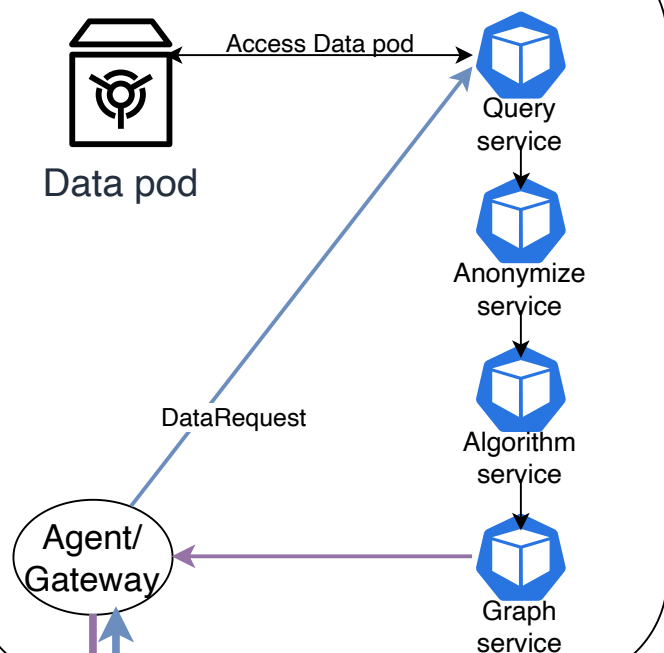 Access Data pod
Query
service
Data pod
Anonymize
service
DataRequest
Algorithm
service
Agent/
Gateway
Graph
service